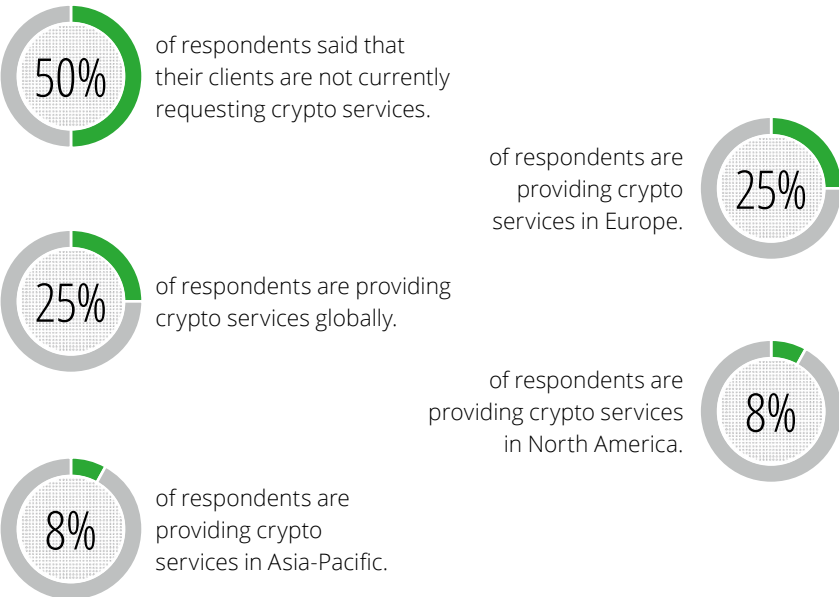 50%
of respondents said that
their clients are not currently
requesting crypto services.
of respondents are
providing crypto
services in Europe.
25%
25%
of respondents are providing
crypto services globally.
of respondents are
providing crypto services
in North America.
8%
8%
of respondents are
providing crypto
services in Asia-Pacific.